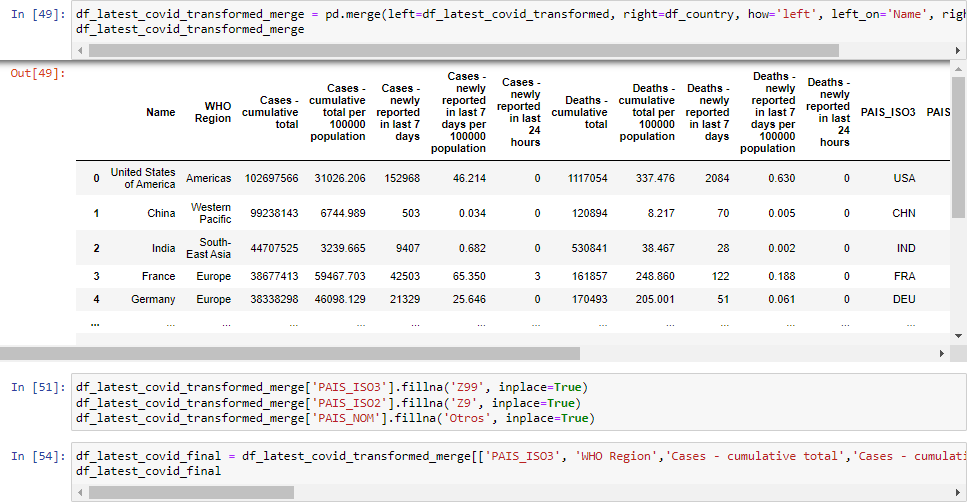 In [49]: df_latest_covid_transformed_merge = pd.merge(left=df_latest_covid_transformed, right=df_country, how='left', left_on='Name', righ
df_latest_covid_transformed_merge
Out[49]:
Name WHO Region Cases - cumulative total Cases - cumulative total per 100000 population Cases - newly reported in last 7 days Cases - newly reported in last 7 days per 100000 population Cases - newly reported in last 24 hours Deaths - cumulative total Deaths - cumulative total per 100000 population Deaths - newly reported in last 7 days Deaths - newly reported in last 7 days per 100000 population Deaths - newly reported in last 24 hours PAIS_ISO3 PAIS
0 United States of America Americas 102697566 31026.206 152968 46.214 0 1117054 337.476 2084 0.630 0 USA
1 China Western Pacific 99238143 6744.989 503 0.034 0 120894 8.217 70 0.005 0 CHN
2 India South-East Asia 44707525 3239.665 9407 0.682 0 530841 38.467 28 0.002 0 IND
3 France Europe 38677413 59467.703 42503 65.350 3 161857 248.860 122 0.188 0 FRA
4 Germany Europe 38338298 46098.129 21329 25.646 0 170493 205.001 51 0.061 0 DEU
... ... ... ... ... ... ... ... ... ... ... ... ... ...
In [51]: df_latest_covid_transformed_merge['PAIS_ISO3'].fillna('Z99', inplace=True)
df_latest_covid_transformed_merge['PAIS_ISO2'].fillna('Z9', inplace=True)
df_latest_covid_transformed_merge['PAIS_NOM'].fillna('Otros', inplace=True)
In [54]: df_latest_covid_final = df_latest_covid_transformed_merge[['PAIS_ISO3', 'WHO Region','Cases - cumulative total','Cases - cumulati
df_latest_covid_final